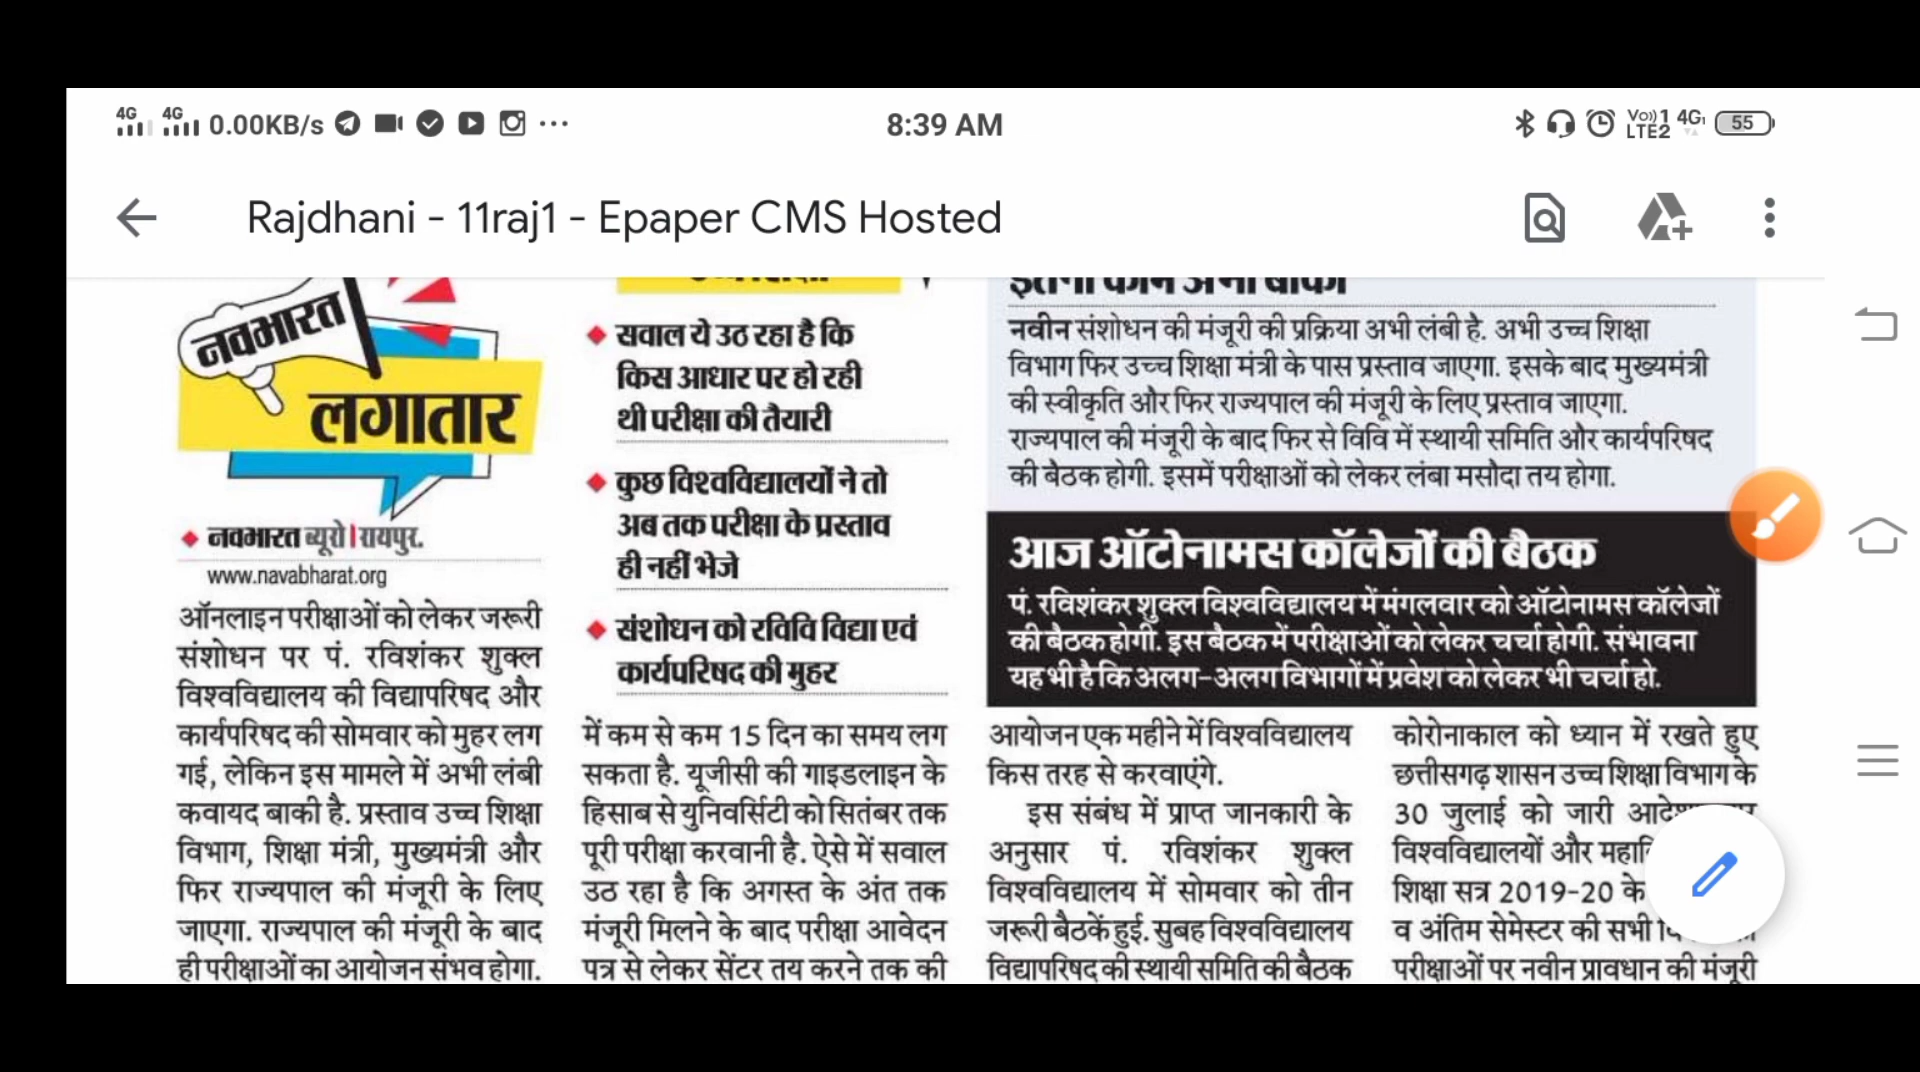 4G 4G 0.00KB/s ... 8:39 AM Vo)) 1 LTE2 4G 55
Rajdhani - 11raj1 - Epaper CMS Hosted
नवभारत
लगातार
◆ नवभारत ब्यूरो | रायपुर.
www.navabharat.org
ऑनलाइन परीक्षाओं को लेकर जरूरी
संशोधन पर पं. रविशंकर शुक्ल
विश्वविद्यालय की विद्यापरिषद और
कार्यपरिषद की सोमवार को मुहर लग
गई, लेकिन इस मामले में अभी लंबी
कवायद बाकी है. प्रस्ताव उच्च शिक्षा
विभाग, शिक्षा मंत्री, मुख्यमंत्री और
फिर राज्यपाल की मंजूरी के लिए
जाएगा. राज्यपाल की मंजूरी के बाद
ही परीक्षाओं का आयोजन संभव होगा.
◆ सवाल ये उठ रहा है कि
किस आधार पर हो रही
थी परीक्षा की तैयारी
◆ कुछ विश्वविद्यालयों ने तो
अब तक परीक्षा के प्रस्ताव
ही नहीं भेजे
◆ संशोधन को रविवि विद्या एवं
कार्यपरिषद की मुहर
में कम से कम 15 दिन का समय लग
सकता है. यूजीसी की गाइडलाइन के
हिसाब से युनिवर्सिटी को सितंबर तक
पूरी परीक्षा करवानी है. ऐसे में सवाल
उठ रहा है कि अगस्त के अंत तक
मंजूरी मिलने के बाद परीक्षा आवेदन
पत्र से लेकर सेंटर तय करने तक की
नवीन संशोधन की मंजूरी की प्रक्रिया अभी लंबी है. अभी उच्च शिक्षा
विभाग फिर उच्च शिक्षा मंत्री के पास प्रस्ताव जाएगा. इसके बाद मुख्यमंत्री
की स्वीकृति और फिर राज्यपाल की मंजूरी के लिए प्रस्ताव जाएगा.
राज्यपाल की मंजूरी के बाद फिर से विवि में स्थायी समिति और कार्यपरिषद
की बैठक होगी. इसमें परीक्षाओं को लेकर लंबा मसौदा तय होगा.
आज ऑटोनामस कॉलेजों की बैठक
पं. रविशंकर शुक्ल विश्वविद्यालय में मंगलवार को ऑटोनामस कॉलेजों
की बैठक होगी. इस बैठक में परीक्षाओं को लेकर चर्चा होगी. संभावना
यह भी है कि अलग-अलग विभागों में प्रवेश को लेकर भी चर्चा हो.
आयोजन एक महीने में विश्वविद्यालय
किस तरह से करवाएंगे.
इस संबंध में प्राप्त जानकारी के
अनुसार पं. रविशंकर शुक्ल
विश्वविद्यालय में सोमवार को तीन
जरूरी बैठकें हुई. सुबह विश्वविद्यालय
विद्यापरिषद की स्थायी समिति की बैठक
कोरोनाकाल को ध्यान में रखते हुए
छत्तीसगढ़ शासन उच्च शिक्षा विभाग के
30 जुलाई को जारी
विश्वविद्यालयों और
शिक्षा सत्र 2019-20 के
व अंतिम सेमेस्टर की सभी
परीक्षाओं पर नवीन प्रावधान की मंजूरी